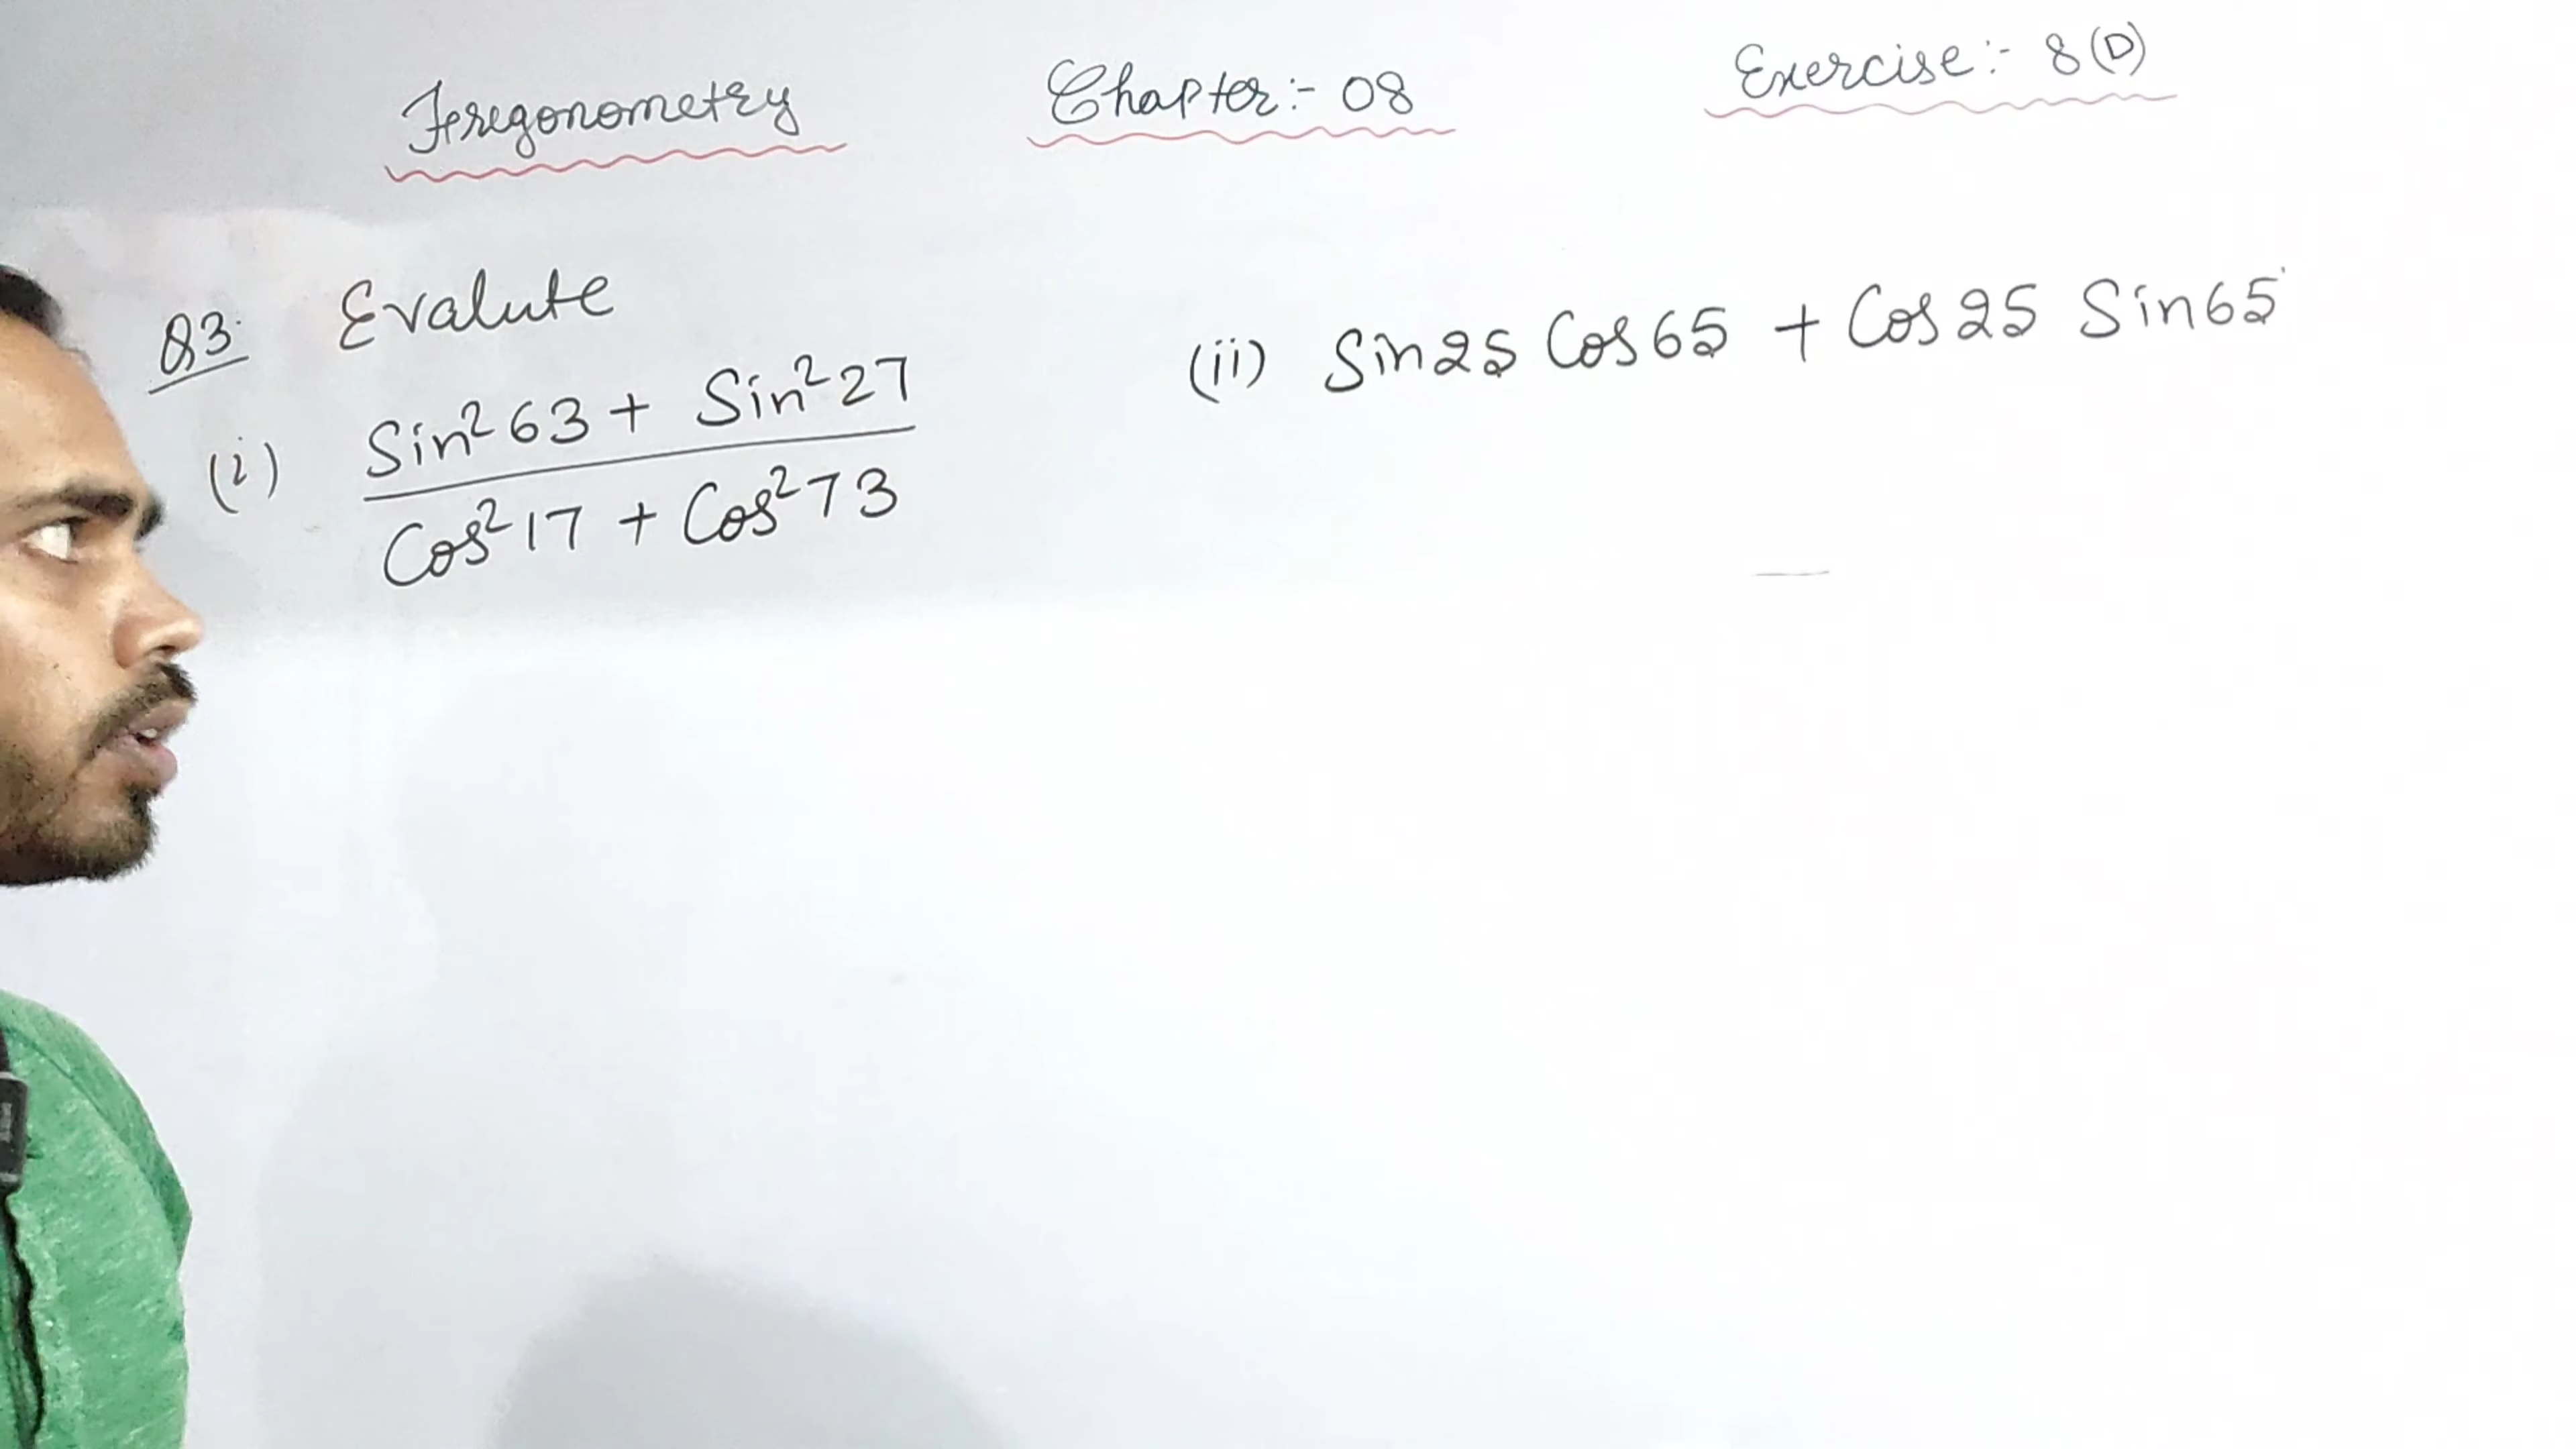 Tregonometry
Chapter:- 08
Exercise:- 8(D)
Q3. Evalute
(i) Sin²63 + Sin²27
Cos²17 + Cos²73
(ii) Sin25 Cos65 + Cos25 Sin65